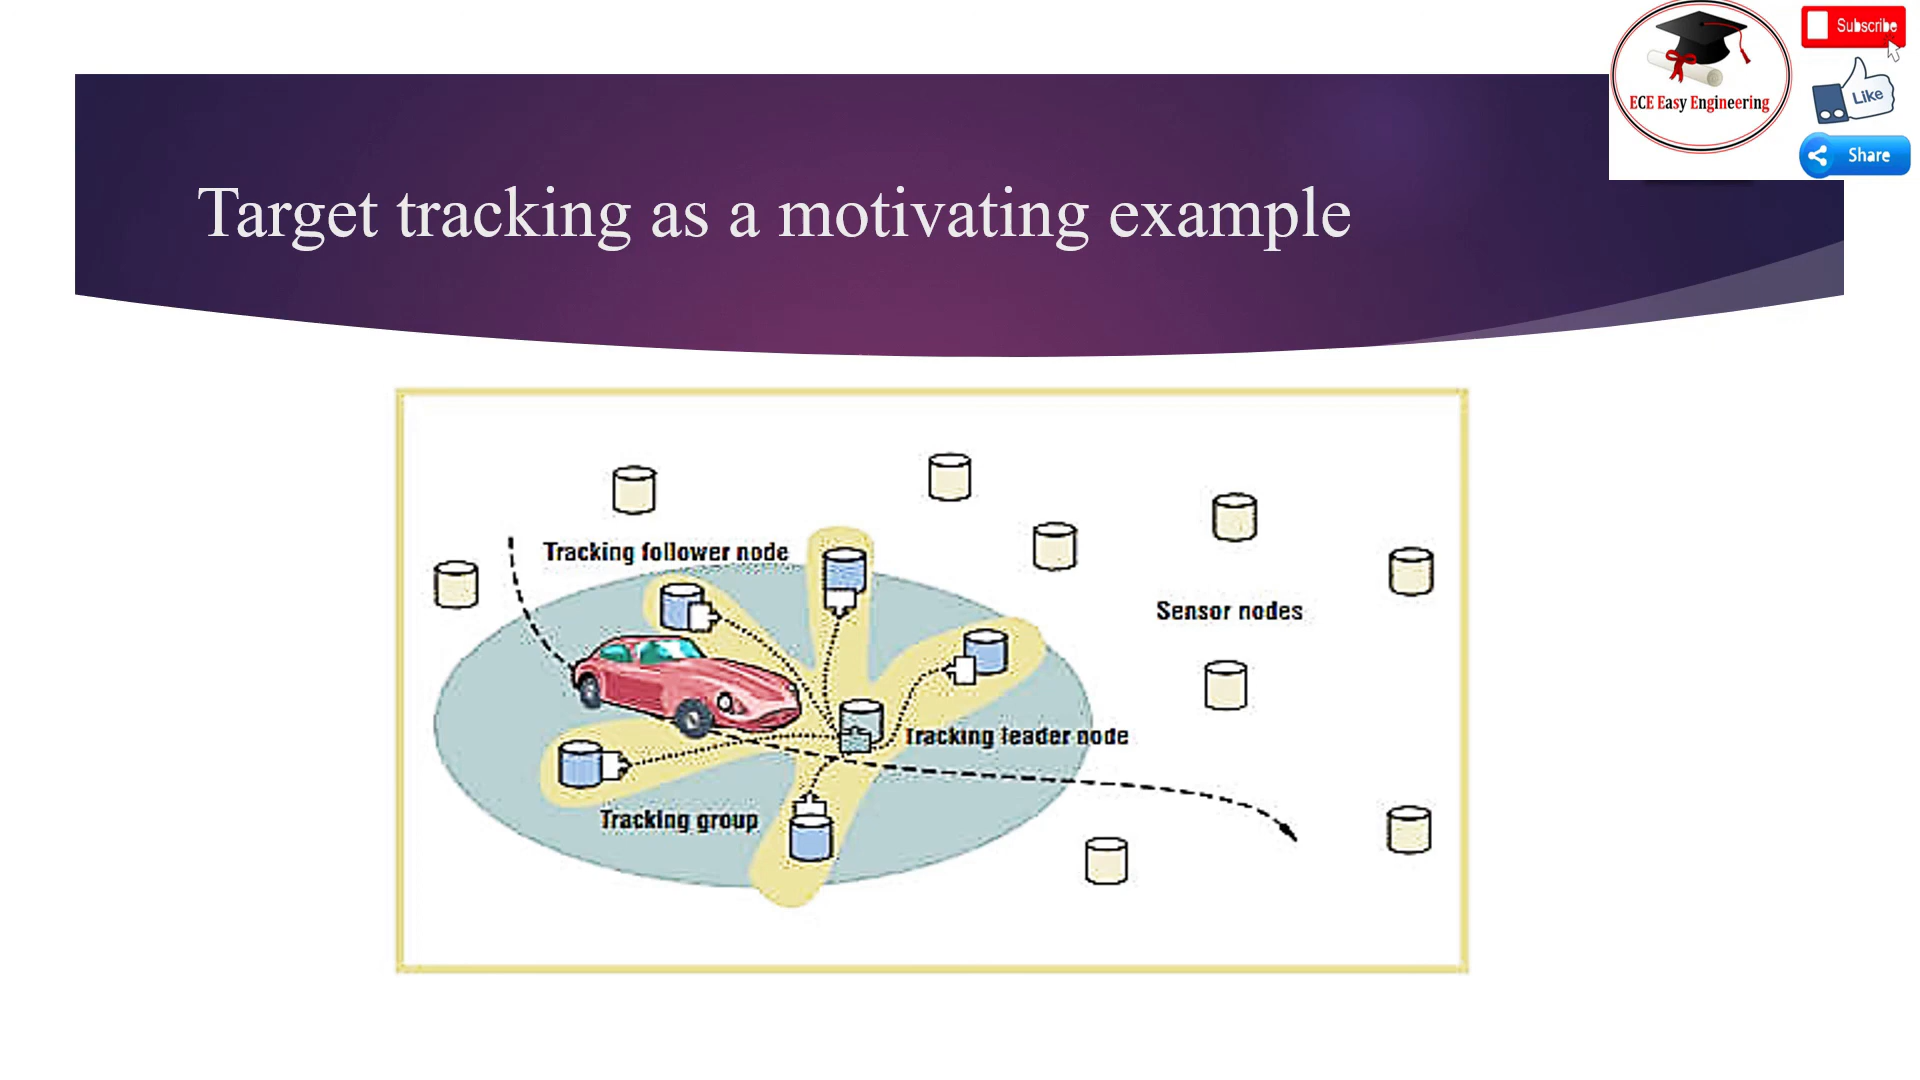 Subscribe
ECE Easy Engineering
Like
Share
Target tracking as a motivating example
Tracking follower node
Sensor nodes
Tracking leader node
Tracking group